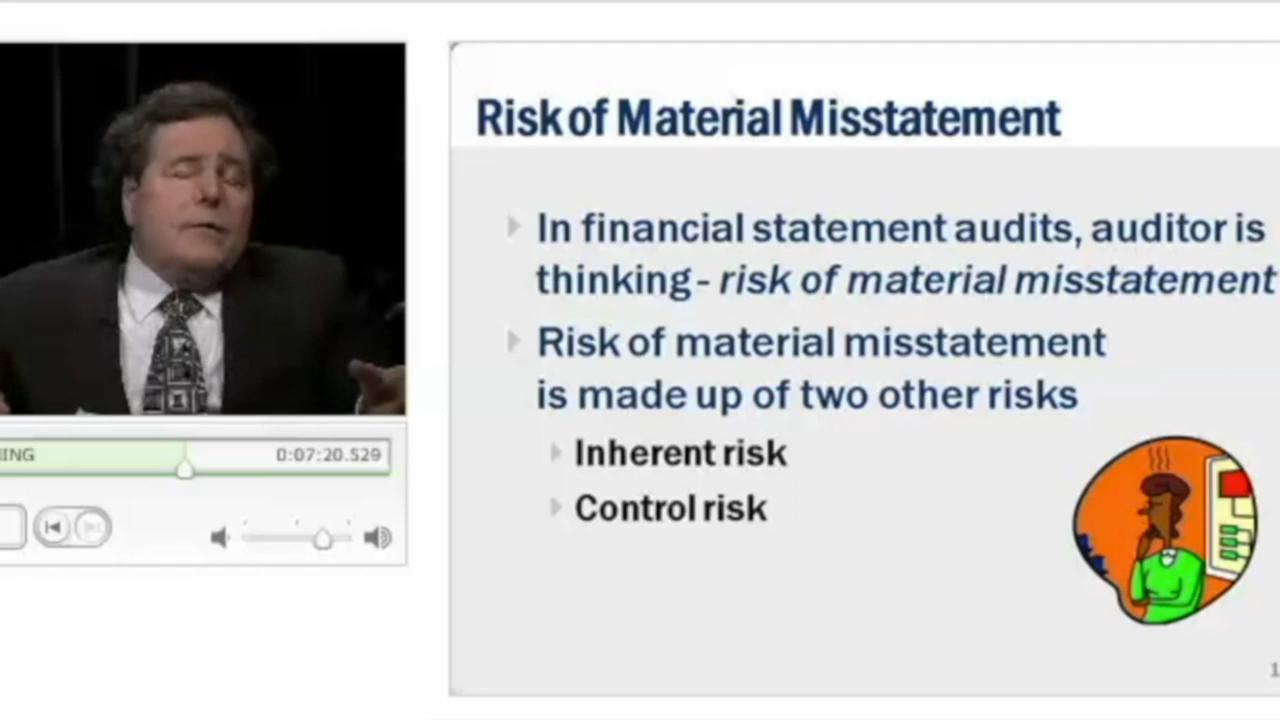 Risk of Material Misstatement
In financial statement audits, auditor is
thinking - risk of material misstatement
Risk of material misstatement
is made up of two other risks
Inherent risk
Control risk
0:07:20.529